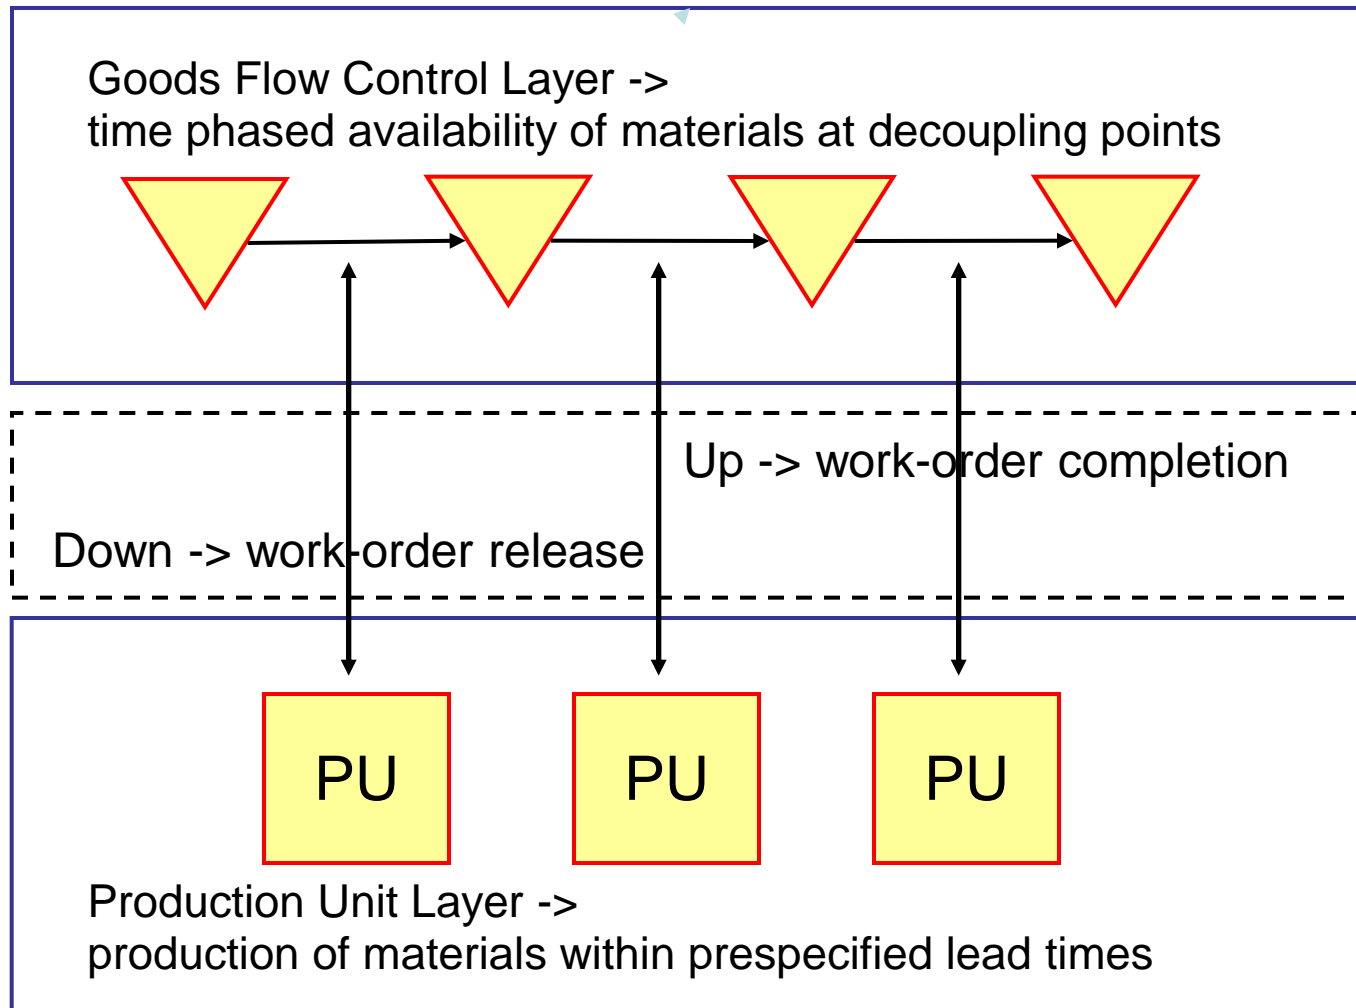 Goods Flow Control Layer ->
time phased availability of materials at decoupling points
Up -> work-order completion
Down -> work-order release
PU PU PU
Production Unit Layer ->
production of materials within prespecified lead times